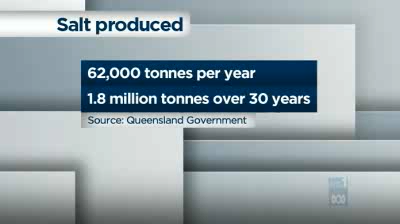 Salt produced
62,000 tonnes per year
1.8 million tonnes over 30 years
Source: Queensland Government